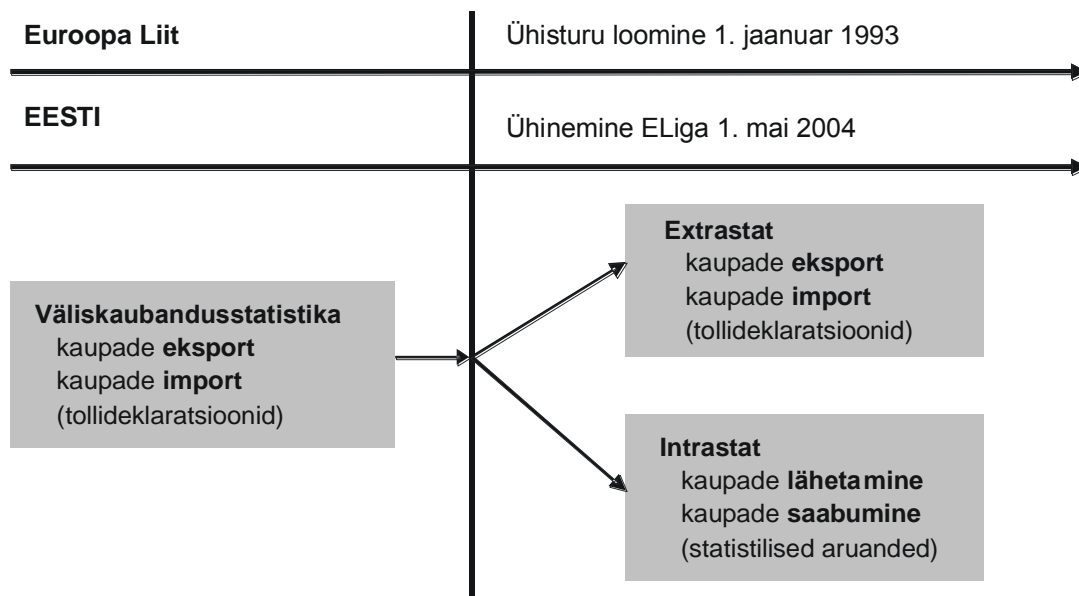 Euroopa Liit
Ühisturu loomine 1. jaanuar 1993
EESTI
Ühinemine ELiga 1. mai 2004
Väliskaubandusstatistika
kaupade eksport
kaupade import
(tollideklaratsioonid)
Extrastat
kaupade eksport
kaupade import
(tollideklaratsioonid)
Intrastat
kaupade lähetamine
kaupade saabumine
(statistilised aruanded)